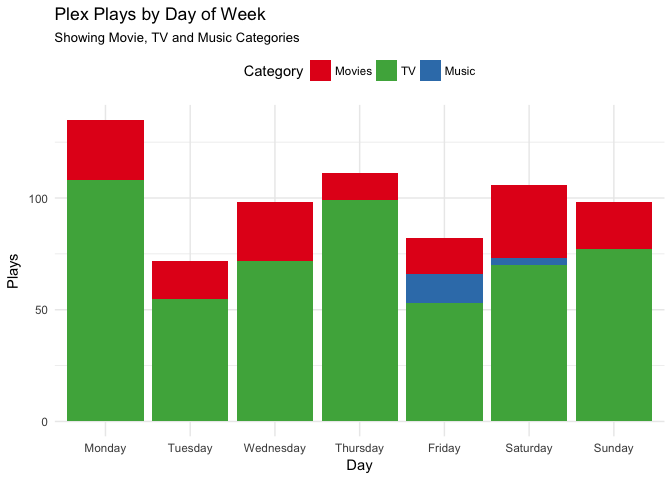 Plex Plays by Day of Week
Showing Movie, TV and Music Categories
Category Movies TV Music
Plays
100
50
0
Monday Tuesday Wednesday Thursday Friday Saturday Sunday
Day